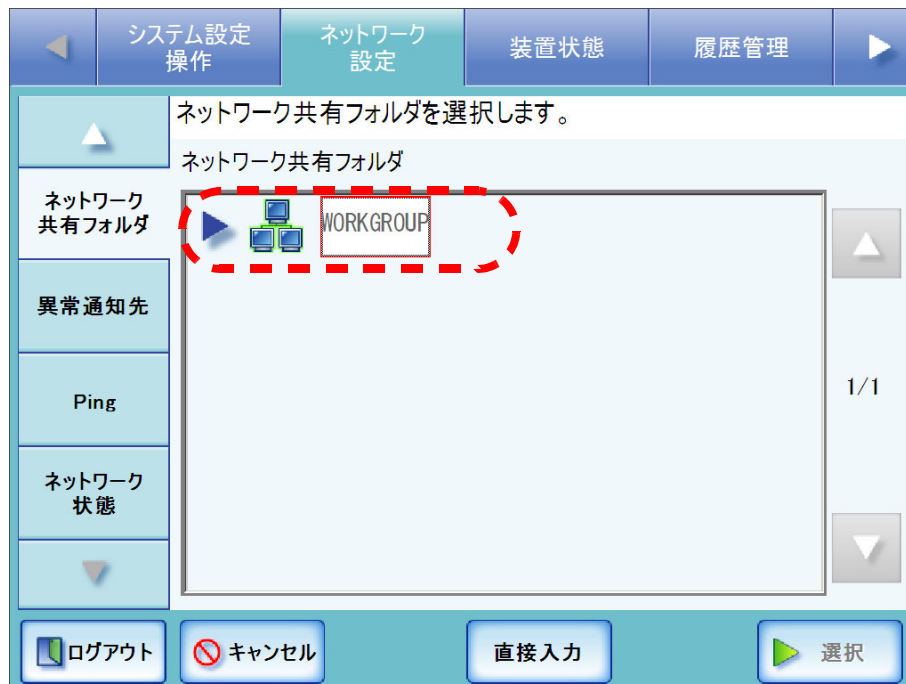 システム設定
操作
ネットワーク
設定
装置状態
履歴管理
ネットワーク共有フォルダを選択します。
ネットワーク共有フォルダ
ネットワーク
共有フォルダ
WORKGROUP
異常通知先
Ping
1/1
ネットワーク
状態
ログアウト
キャンセル
直接入力
選択